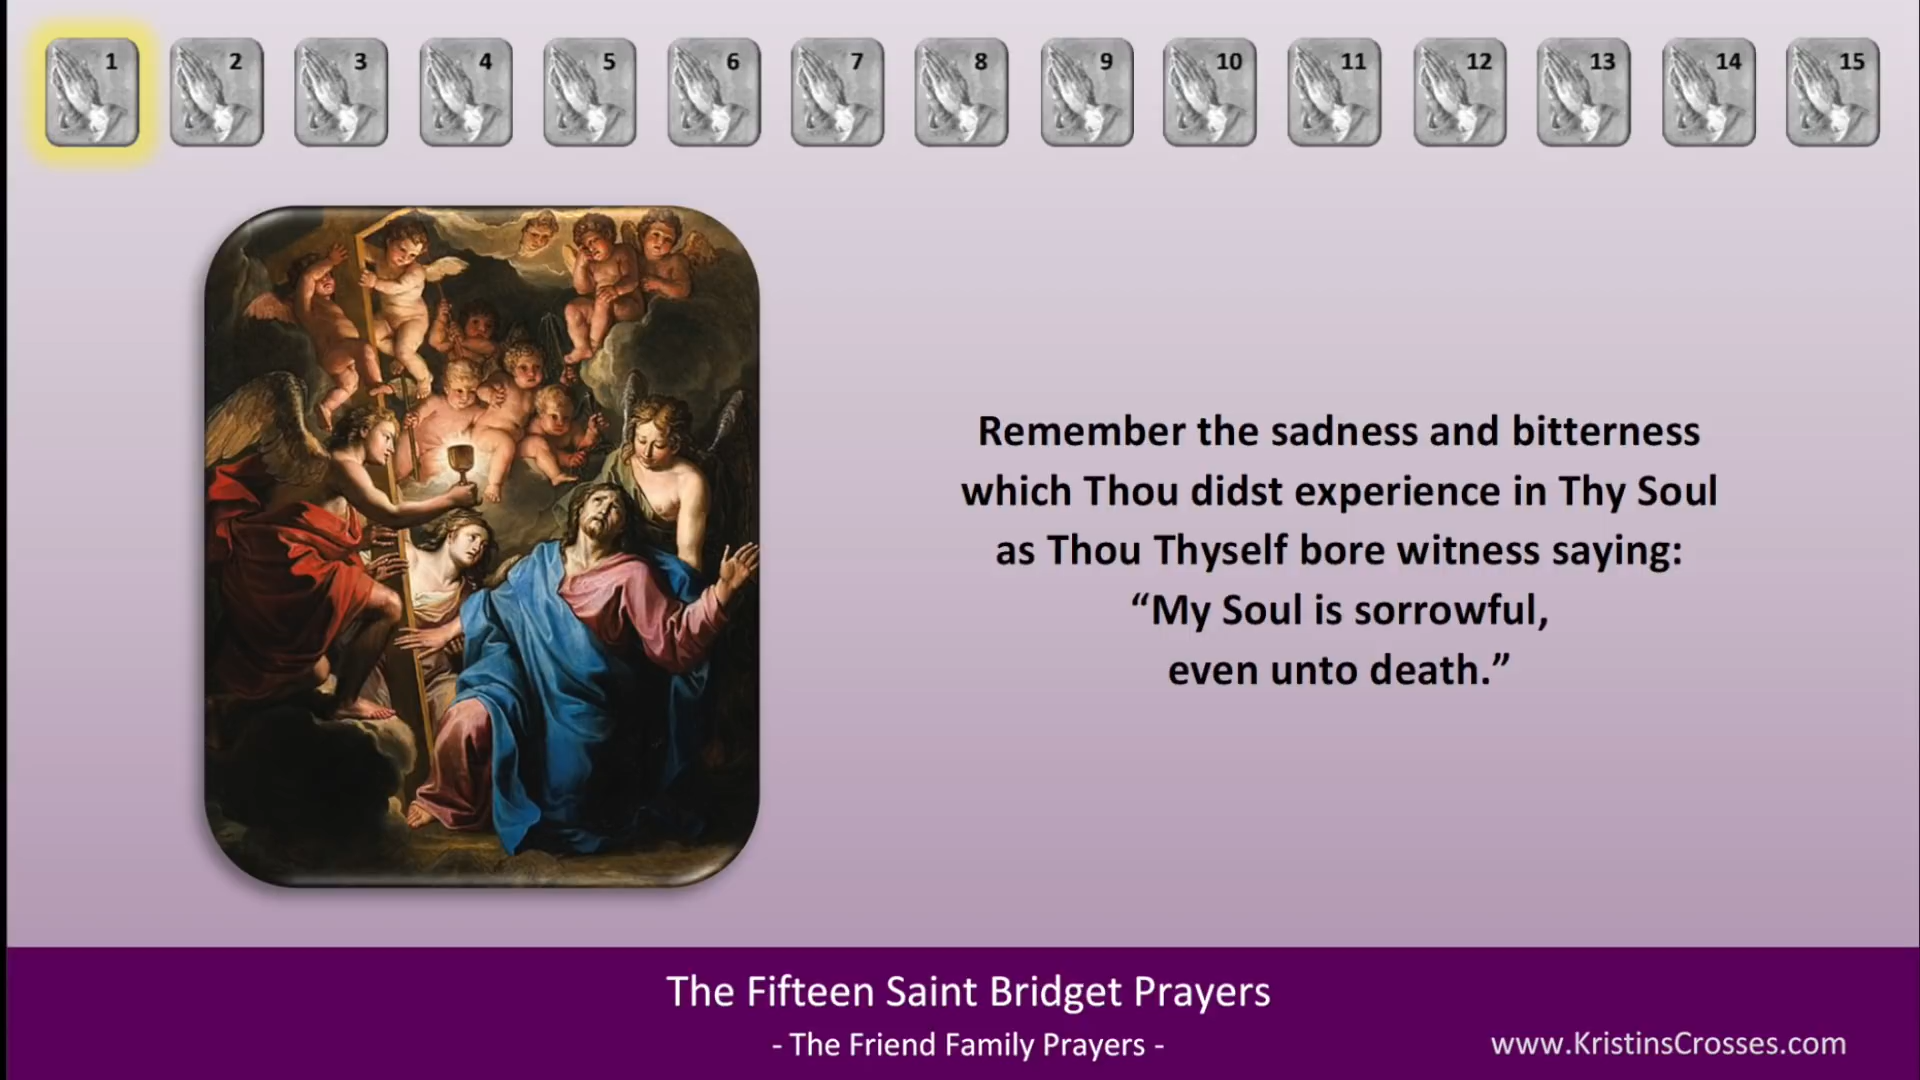 1 2 3 4 5 6 7 8 9 10 11 12 13 14 15
Remember the sadness and bitterness
which Thou didst experience in Thy Soul
as Thou Thyself bore witness saying:
“My Soul is sorrowful,
even unto death.”
The Fifteen Saint Bridget Prayers
- The Friend Family Prayers -
www.KristinsCrosses.com